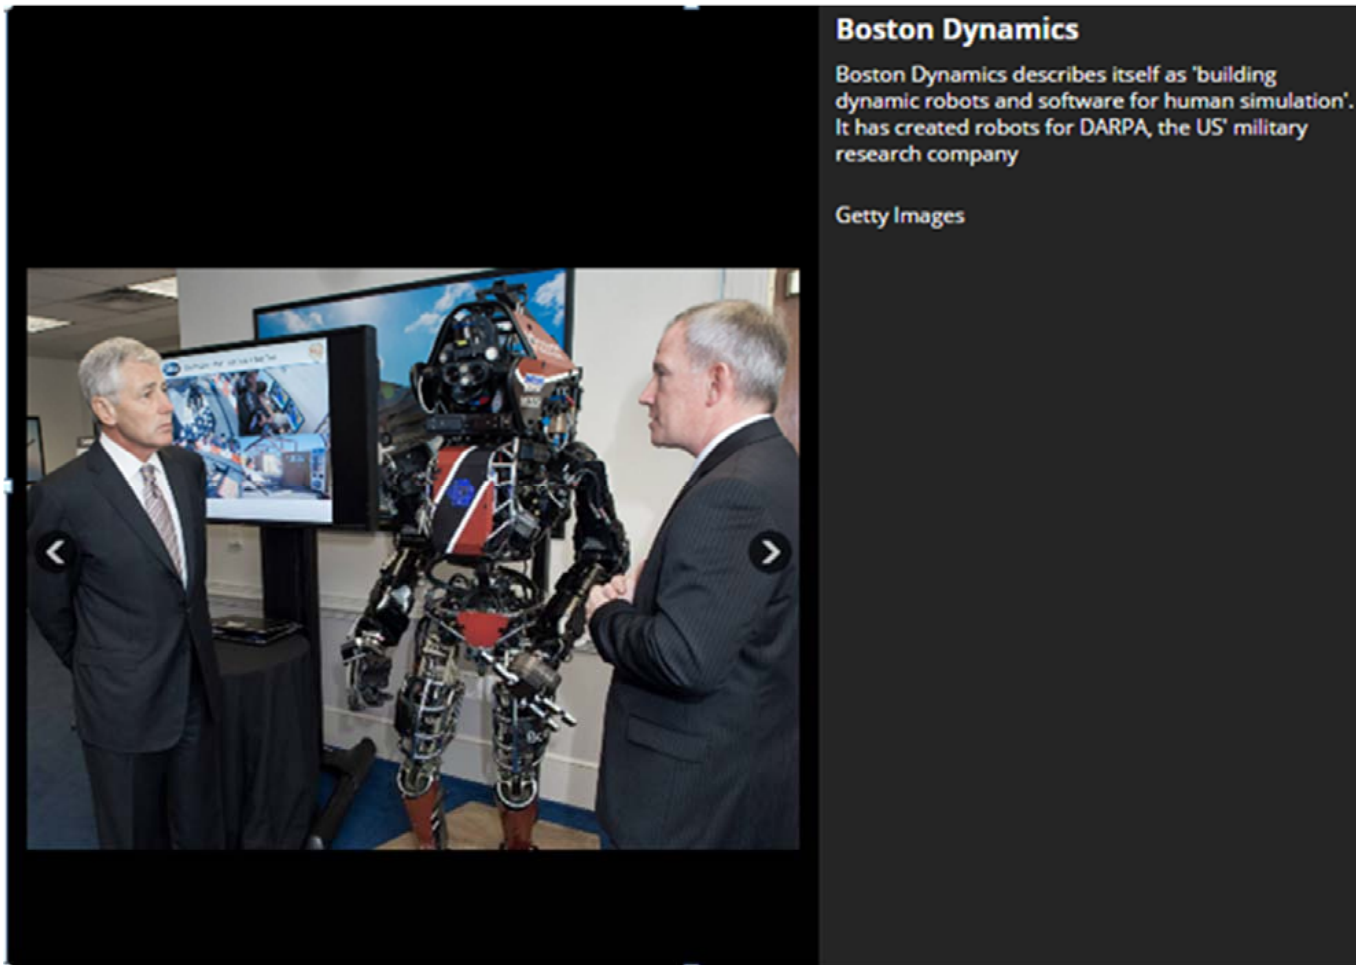 Boston Dynamics
Boston Dynamics describes itself as 'building
dynamic robots and software for human simulation'.
It has created robots for DARPA, the US' military
research company
Getty Images